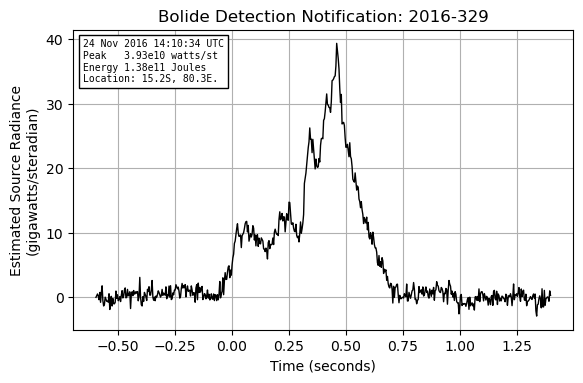 Bolide Detection Notification: 2016-329
24 Nov 2016 14:10:34 UTC
Peak   3.93e10 watts/st
Energy 1.38e11 Joules
Location: 15.2S, 80.3E.
Estimated Source Radiance
(gigawatts/steradian)
40
30
20
10
0
−0.50 −0.25 0.00 0.25 0.50 0.75 1.00 1.25
Time (seconds)